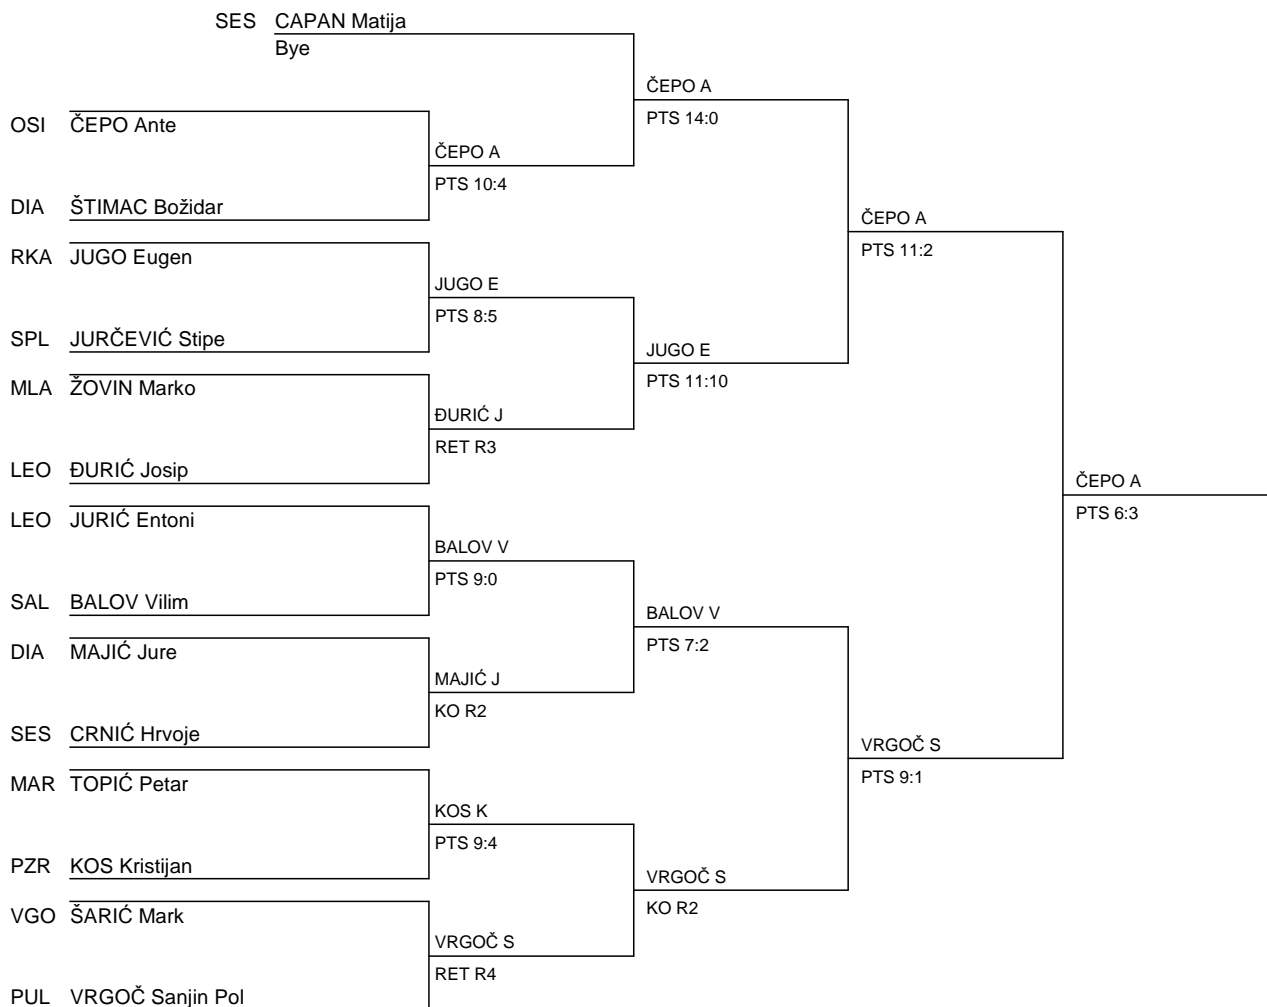 SES CAPAN Matija
Bye
ČEPO A
PTS 14:0
OSI ČEPO Ante
ČEPO A
PTS 10:4
DIA ŠTIMAC Božidar
ČEPO A
PTS 11:2
RKA JUGO Eugen
JUGO E
PTS 8:5
SPL JURČEVIĆ Stipe
JUGO E
PTS 11:10
MLA ŽOVIN Marko
ĐURIĆ J
RET R3
LEO ĐURIĆ Josip
ČEPO A
PTS 6:3
LEO JURIĆ Entoni
BALOV V
PTS 9:0
SAL BALOV Vilim
BALOV V
PTS 7:2
DIA MAJIĆ Jure
MAJIĆ J
KO R2
SES CRNIĆ Hrvoje
VRGOČ S
PTS 9:1
MAR TOPIĆ Petar
KOS K
PTS 9:4
PZR KOS Kristijan
VRGOČ S
KO R2
VGO ŠARIĆ Mark
VRGOČ S
RET R4
PUL VRGOČ Sanjin Pol